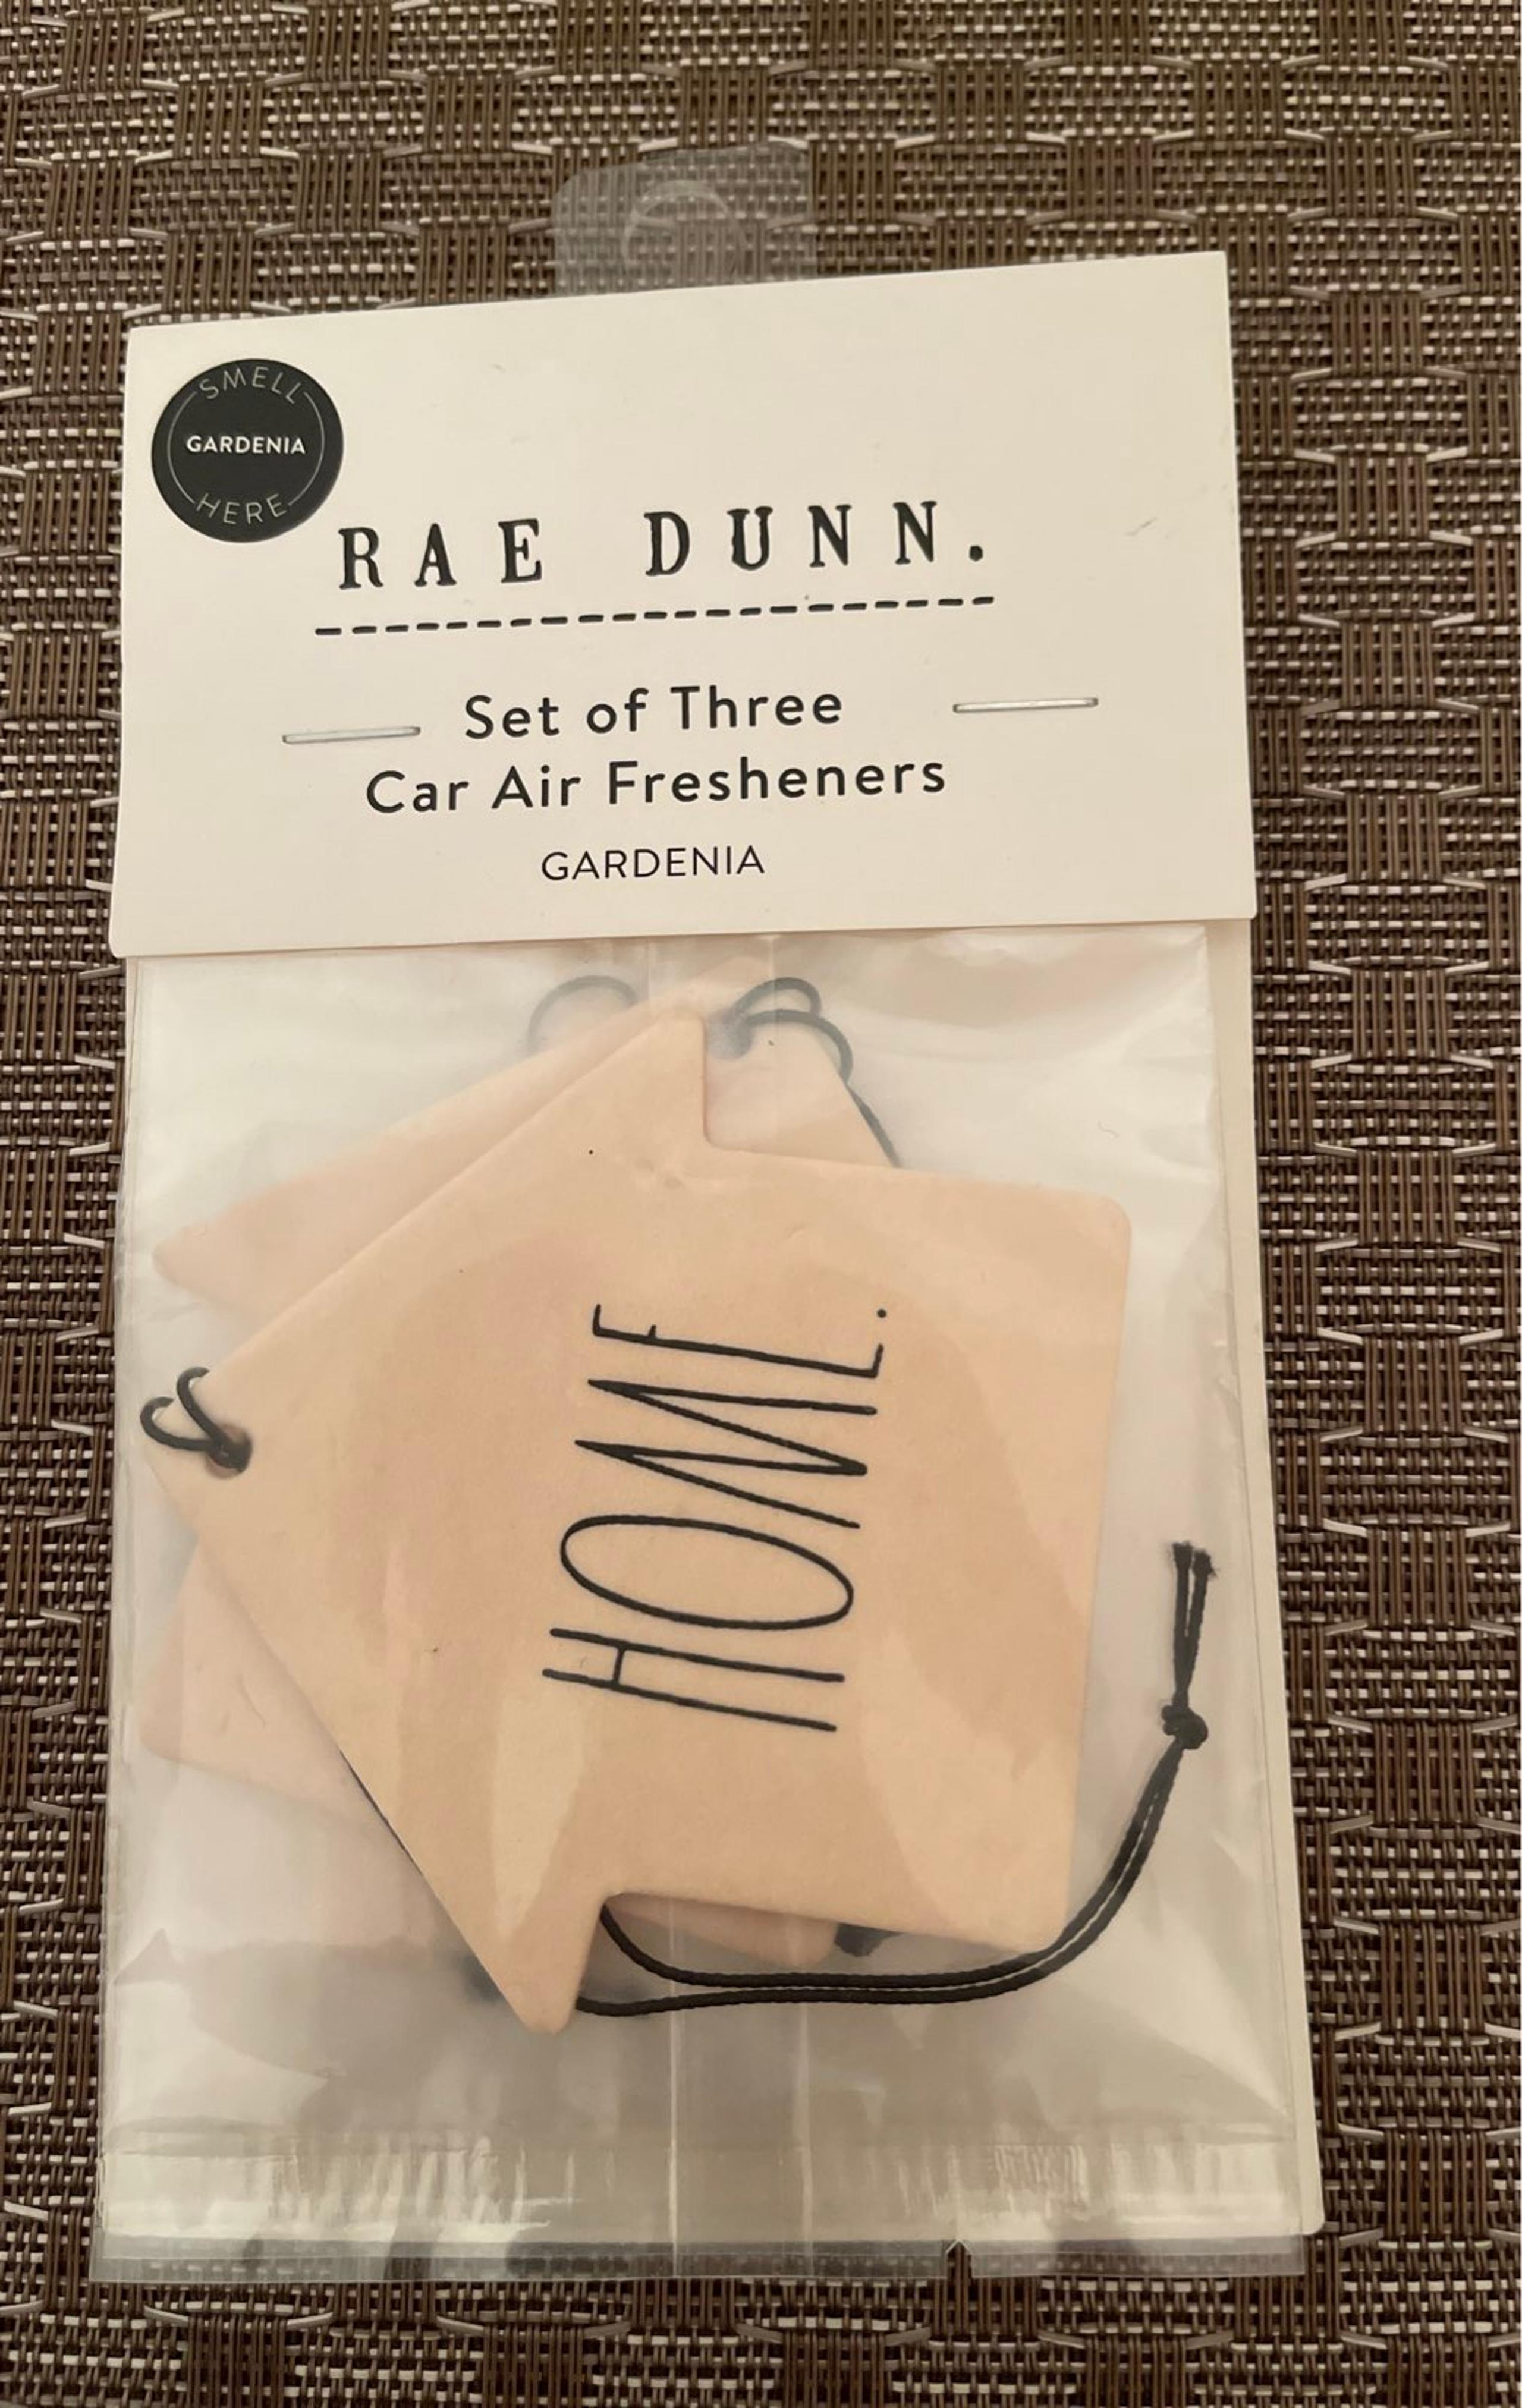 SMELL
GARDENIA
HERE
RAE DUNN.
Set of Three
Car Air Fresheners
GARDENIA
HOME.